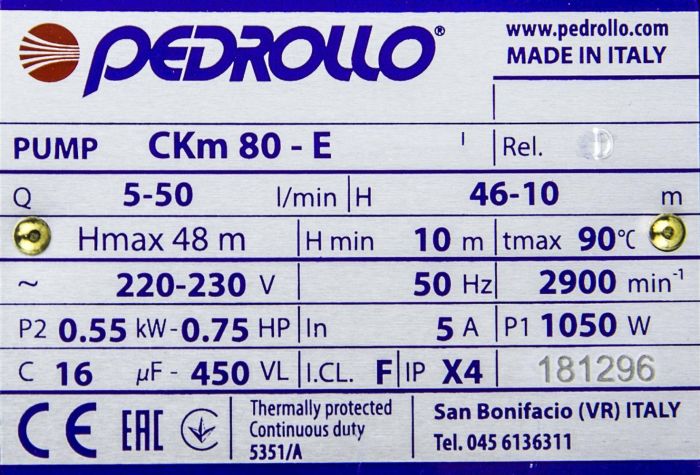 PEDROLLO®
www.pedrollo.com
MADE IN ITALY
PUMP CKm 80 - E Rel. D
Q 5-50 l/min H 46-10 m
Hmax 48 m H min 10 m tmax 90°C
~ 220-230 V 50 Hz 2900 min-1
P2 0.55 kW-0.75 HP In 5 A P1 1050 W
C 16 µF - 450 VL I.CL. F IP X4 181296
CE EAC
Thermally protected
Continuous duty
5351/A
San Bonifacio (VR) ITALY
Tel. 045 6136311